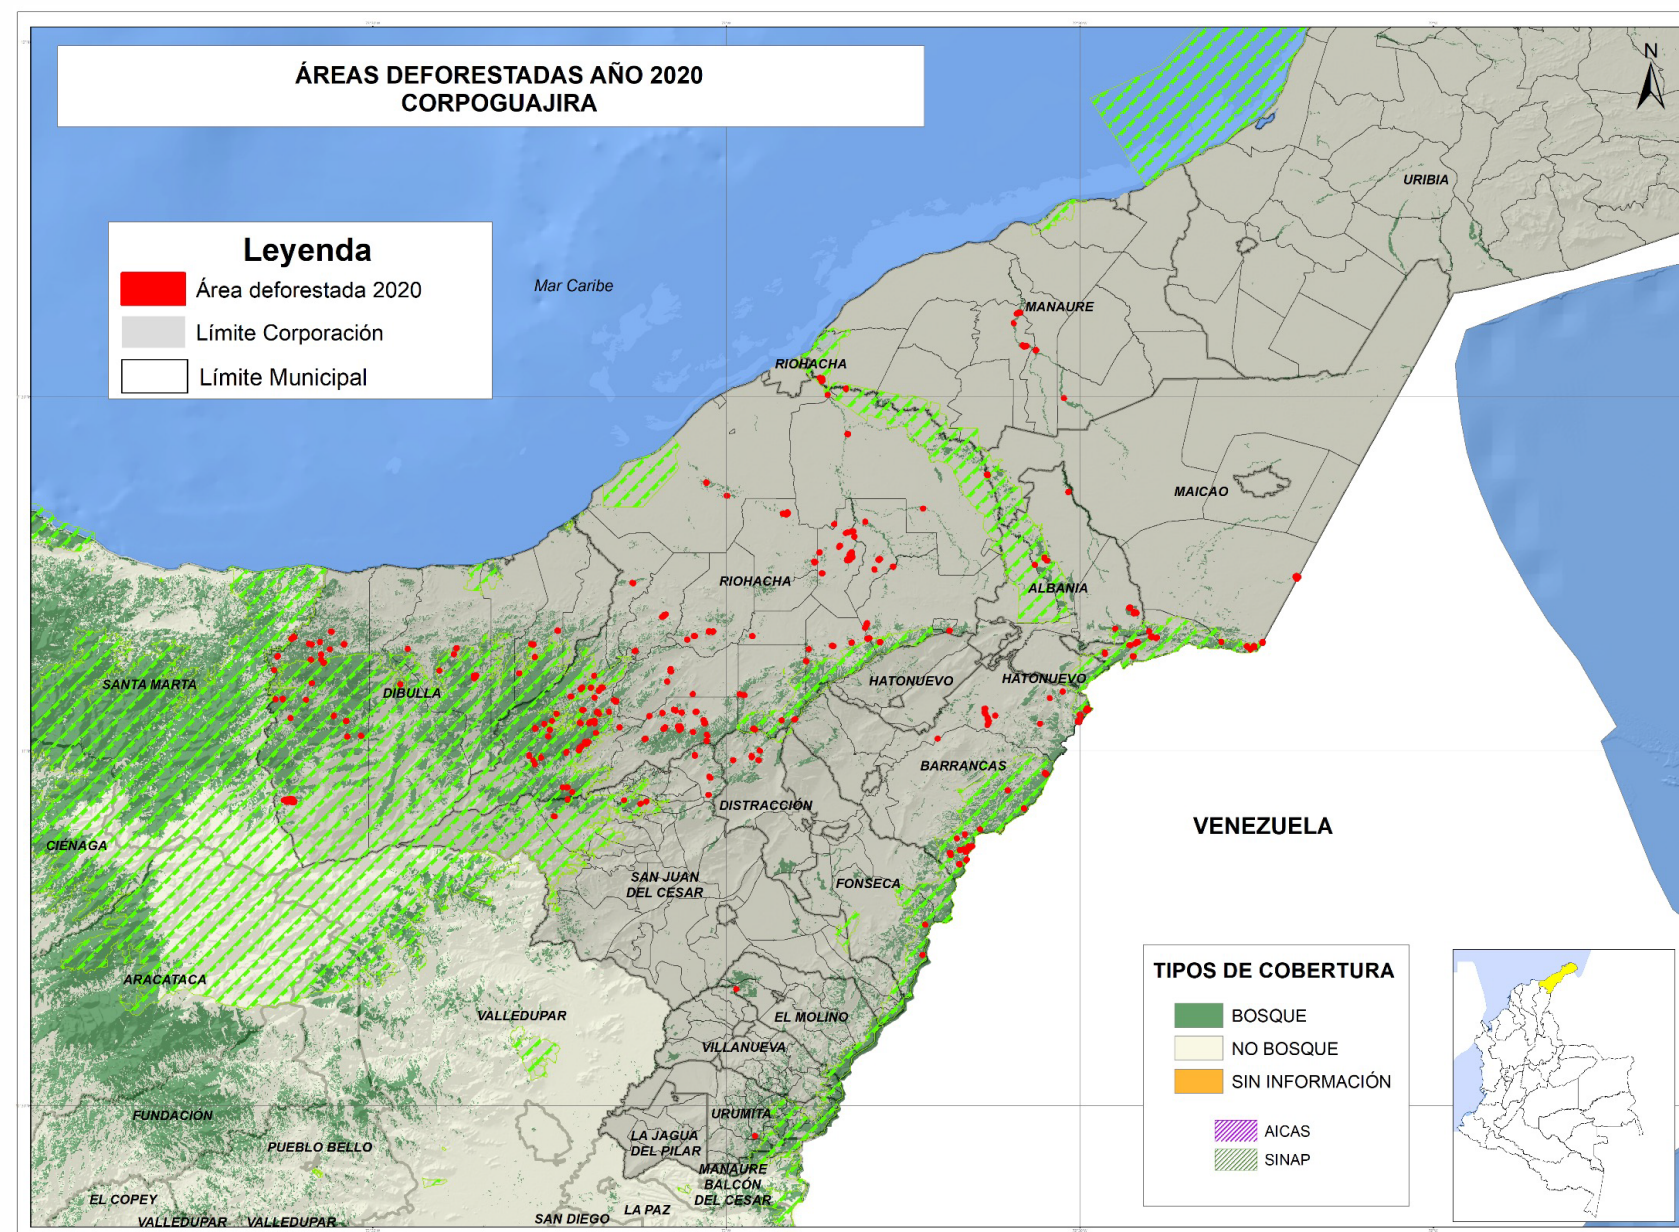 ÁREAS DEFORESTADAS AÑO 2020
CORPOGUAJIRA
N
Leyenda
Área deforestada 2020
Límite Corporación
Límite Municipal
Mar Caribe
URIBIA
MANAURE
RIOHACHA
MAICAO
RIOHACHA
ALBANIA
SANTA MARTA
DIBULLA
HATONUEVO
HATONUEVO
BARRANCAS
DISTRACCIÓN
VENEZUELA
CIÉNAGA
SAN JUAN
DEL CESAR
FONSECA
ARACATACA
VALLEDUPAR
EL MOLINO
VILLANUEVA
FUNDACIÓN
URUMITA
PUEBLO BELLO
LA JAGUA
DEL PILAR
MANAURE
BALCÓN
DEL CESAR
EL COPEY
VALLEDUPAR
VALLEDUPAR
SAN DIEGO
LA PAZ
TIPOS DE COBERTURA
BOSQUE
NO BOSQUE
SIN INFORMACIÓN
AICAS
SINAP